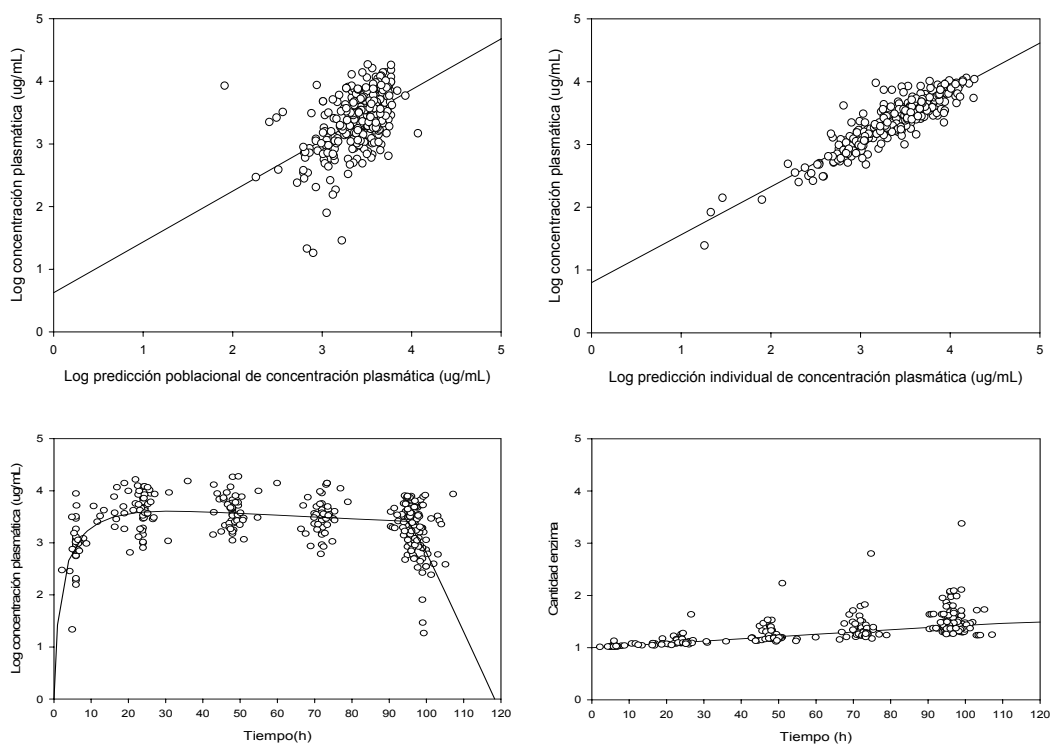 Log concentración plasmática (ug/mL)
5
4
3
2
1
0
0 1 2 3 4 5
Log predicción poblacional de concentración plasmática (ug/mL)
Log concentración plasmática (ug/mL)
5
4
3
2
1
0
0 1 2 3 4 5
Log predicción individual de concentración plasmática (ug/mL)
Log concentración plasmática (ug/mL)
5
4
3
2
1
0
0 10 20 30 40 50 60 70 80 90 100 110 120
Tiempo(h)
Cantidad enzima
5
4
3
2
1
0
0 10 20 30 40 50 60 70 80 90 100 110 120
Tiempo (h)